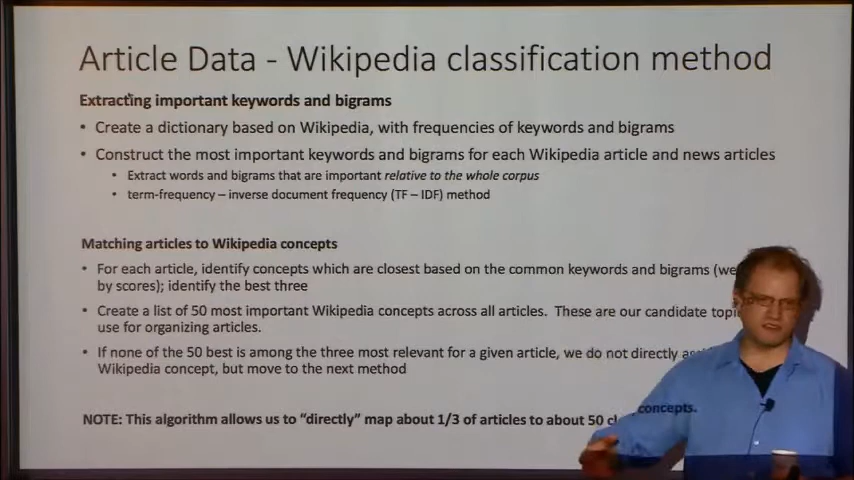 Article Data - Wikipedia classification method
Extracting important keywords and bigrams
• Create a dictionary based on Wikipedia, with frequencies of keywords and bigrams
• Construct the most important keywords and bigrams for each Wikipedia article and news articles
• Extract words and bigrams that are important relative to the whole corpus
• term-frequency – inverse document frequency (TF – IDF) method
Matching articles to Wikipedia concepts
• For each article, identify concepts which are closest based on the common keywords and bigrams
by scores); identify the best three
• Create a list of 50 most important Wikipedia concepts across all articles. These are our candidate
use for organizing articles.
• If none of the 50 best is among the three most relevant for a given article, we do not directly
Wikipedia concept, but move to the next method
NOTE: This algorithm allows us to "directly" map about 1/3 of articles to about 50 concepts.